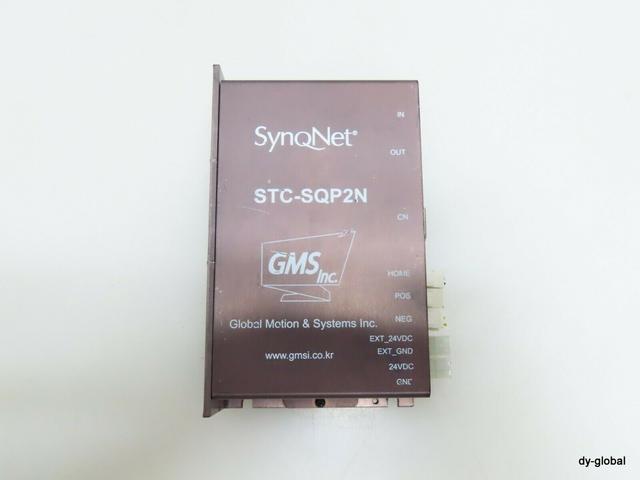 SynqNet®
STC-SQP2N
GMS Inc.
Global Motion & Systems Inc.
www.gmsi.co.kr
IN
OUT
CN
HOME
POS
NEG
EXT_24VDC
EXT_GND
24VDC
GND
dy-global